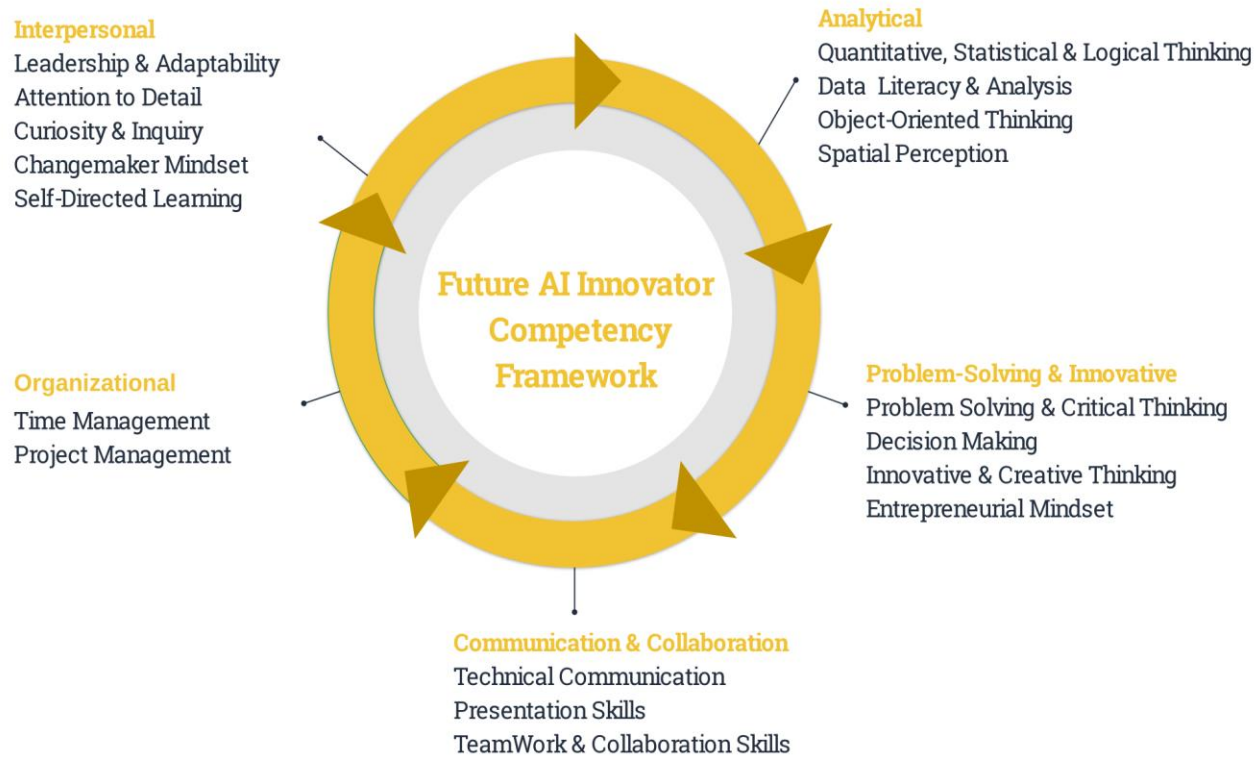 Interpersonal
Leadership & Adaptability
Attention to Detail
Curiosity & Inquiry
Changemaker Mindset
Self-Directed Learning
Analytical
Quantitative, Statistical & Logical Thinking
Data Literacy & Analysis
Object-Oriented Thinking
Spatial Perception
Future AI Innovator
Competency
Framework
Organizational
Time Management
Project Management
Problem-Solving & Innovative
Problem Solving & Critical Thinking
Decision Making
Innovative & Creative Thinking
Entrepreneurial Mindset
Communication & Collaboration
Technical Communication
Presentation Skills
TeamWork & Collaboration Skills